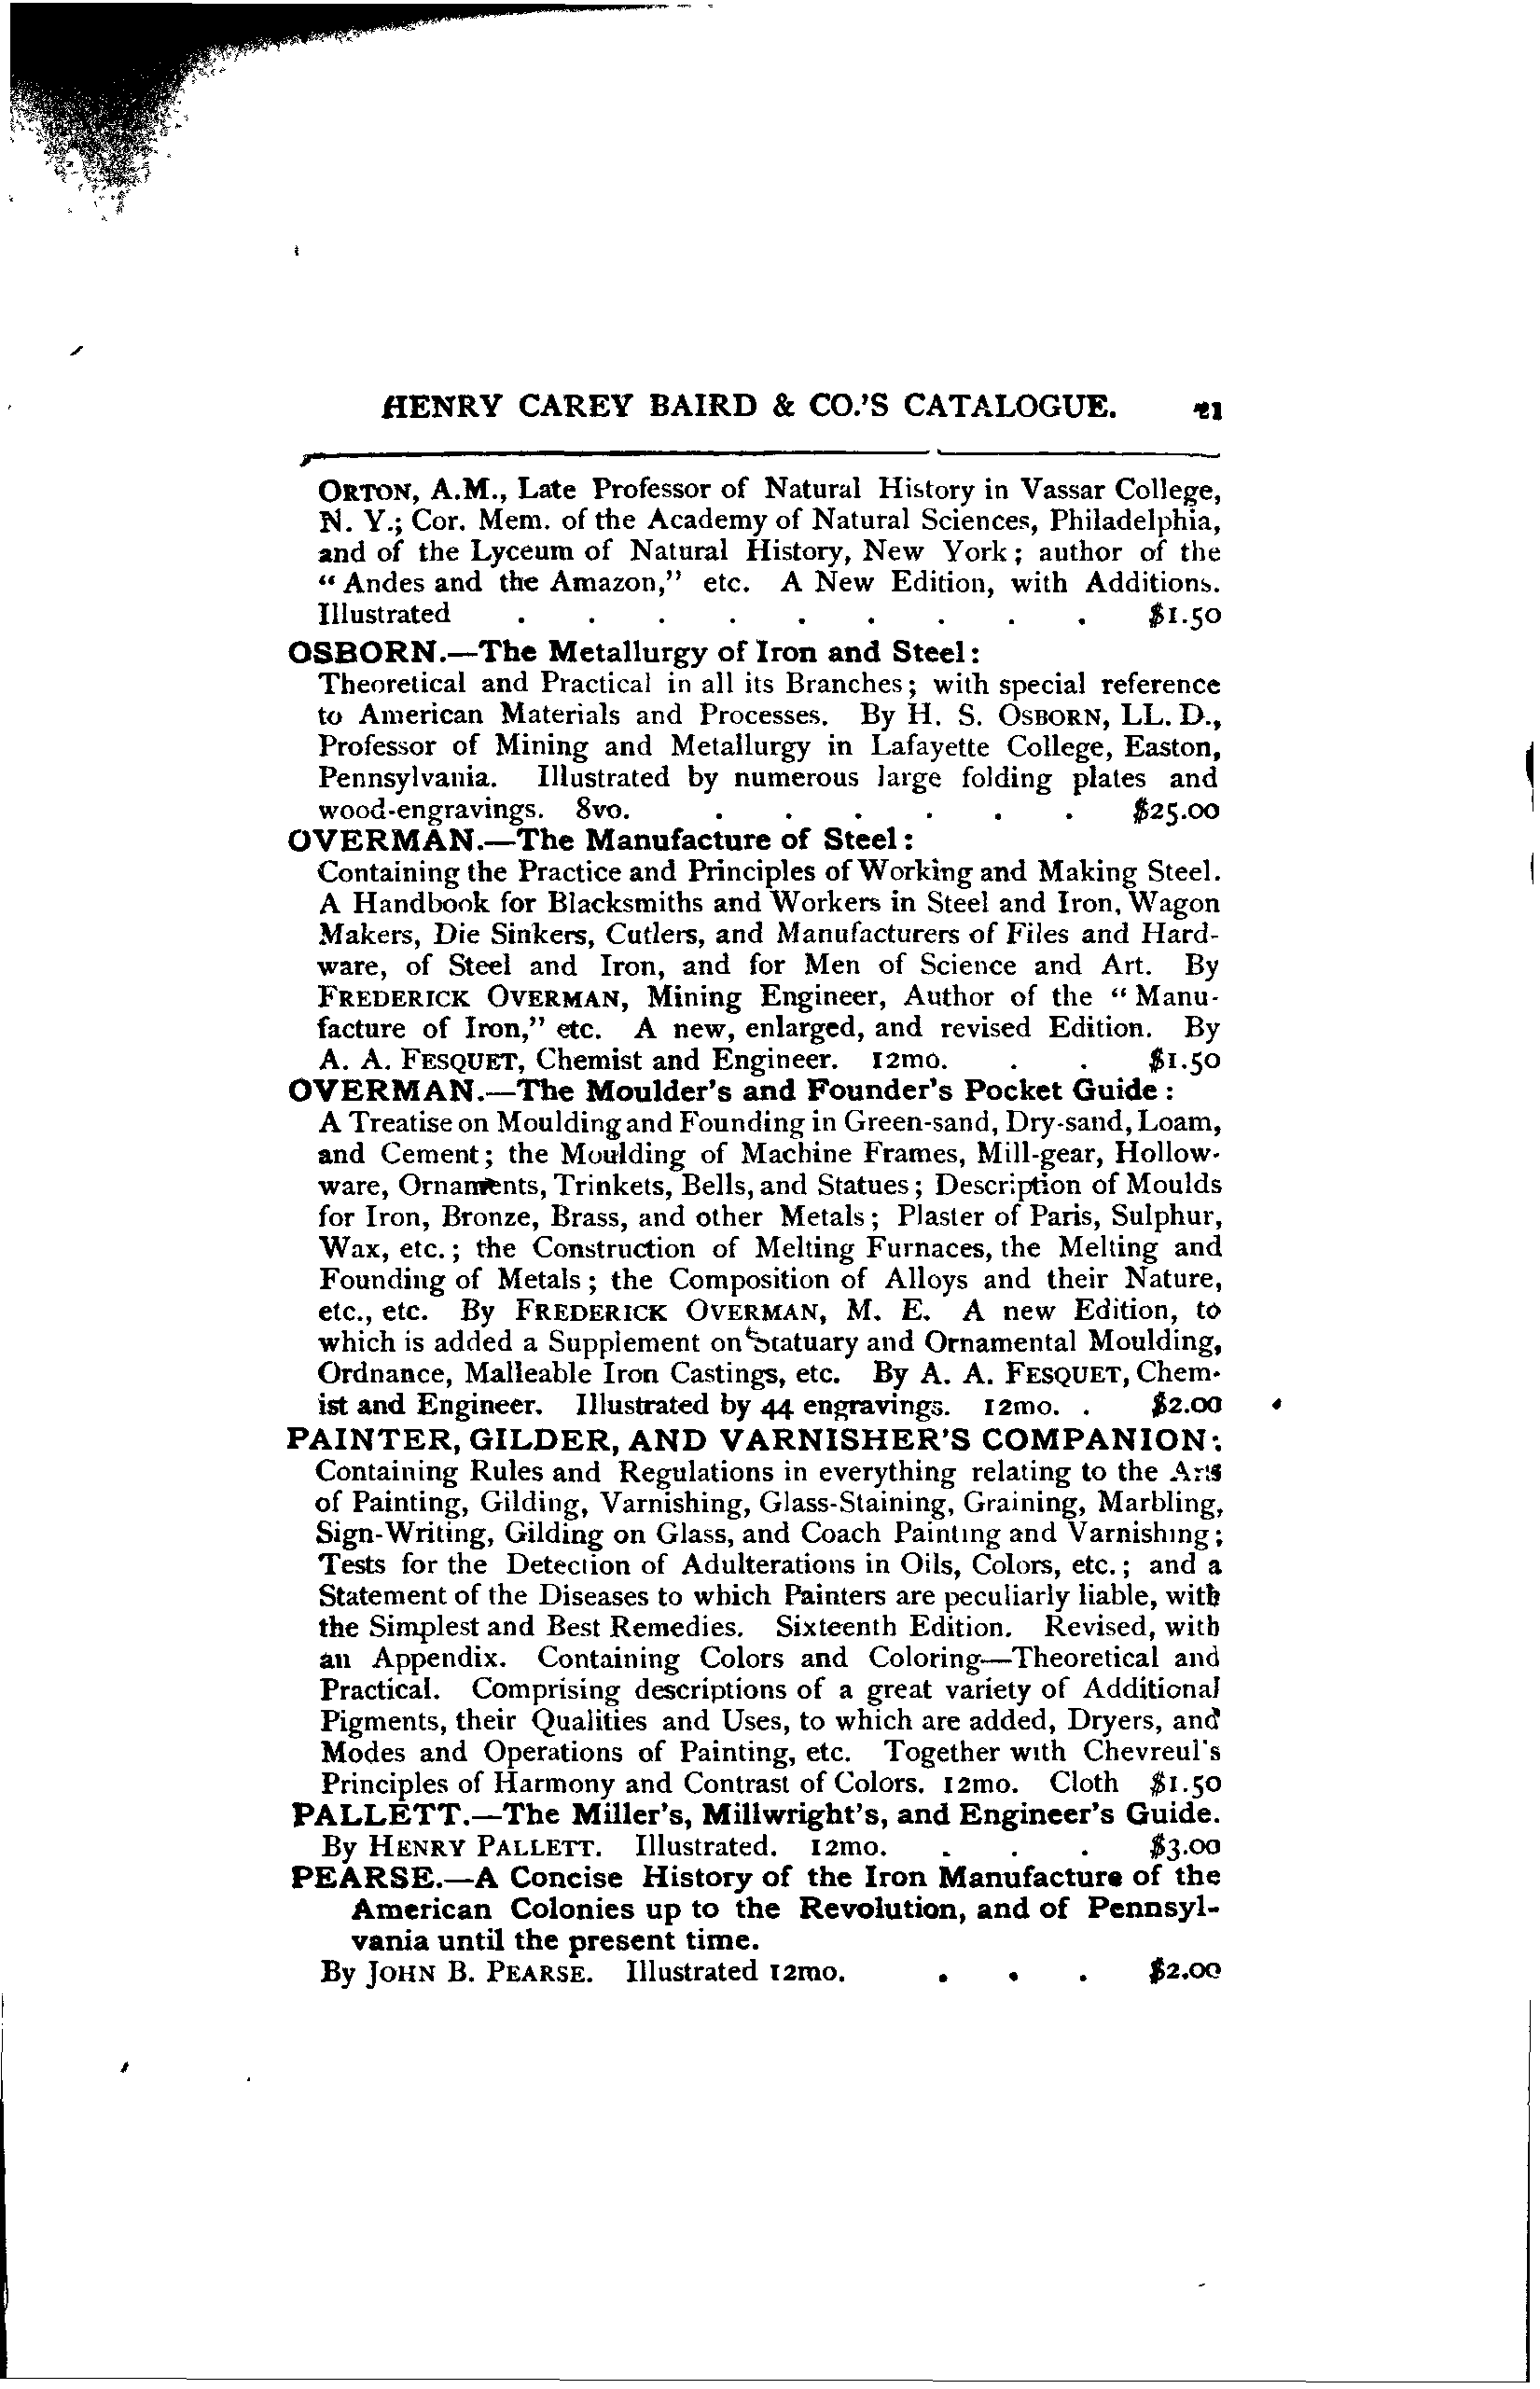 HENRY CAREY BAIRD & CO.'S CATALOGUE. 21
ORTON, A.M., Late Professor of Natural History in Vassar College,
N. Y.; Cor. Mem. of the Academy of Natural Sciences, Philadelphia,
and of the Lyceum of Natural History, New York; author of the
"Andes and the Amazon," etc. A New Edition, with Additions.
Illustrated . . . . . . . . . $1.50
OSBORN.—The Metallurgy of Iron and Steel:
Theoretical and Practical in all its Branches; with special reference
to American Materials and Processes. By H. S. OSBORN, LL. D.,
Professor of Mining and Metallurgy in Lafayette College, Easton,
Pennsylvania. Illustrated by numerous large folding plates and
wood-engravings. 8vo. . . . . . . $25.00
OVERMAN.—The Manufacture of Steel:
Containing the Practice and Principles of Working and Making Steel.
A Handbook for Blacksmiths and Workers in Steel and Iron, Wagon
Makers, Die Sinkers, Cutlers, and Manufacturers of Files and Hard-
ware, of Steel and Iron, and for Men of Science and Art. By
FREDERICK OVERMAN, Mining Engineer, Author of the "Manu-
facture of Iron," etc. A new, enlarged, and revised Edition. By
A. A. FESQUET, Chemist and Engineer. 12mo. . . $1.50
OVERMAN.—The Moulder's and Founder's Pocket Guide:
A Treatise on Moulding and Founding in Green-sand, Dry-sand, Loam,
and Cement; the Moulding of Machine Frames, Mill-gear, Hollow-
ware, Ornaments, Trinkets, Bells, and Statues; Description of Moulds
for Iron, Bronze, Brass, and other Metals; Plaster of Paris, Sulphur,
Wax, etc.; the Construction of Melting Furnaces, the Melting and
Founding of Metals; the Composition of Alloys and their Nature,
etc., etc. By FREDERICK OVERMAN, M. E. A new Edition, to
which is added a Supplement on Statuary and Ornamental Moulding,
Ordnance, Malleable Iron Castings, etc. By A. A. FESQUET, Chem-
ist and Engineer. Illustrated by 44 engravings. 12mo. . $2.00
PAINTER, GILDER, AND VARNISHER'S COMPANION:
Containing Rules and Regulations in everything relating to the Arts
of Painting, Gilding, Varnishing, Glass-Staining, Graining, Marbling,
Sign-Writing, Gilding on Glass, and Coach Painting and Varnishing;
Tests for the Detection of Adulterations in Oils, Colors, etc.; and a
Statement of the Diseases to which Painters are peculiarly liable, with
the Simplest and Best Remedies. Sixteenth Edition. Revised, with
an Appendix. Containing Colors and Coloring—Theoretical and
Practical. Comprising descriptions of a great variety of Additional
Pigments, their Qualities and Uses, to which are added, Dryers, and
Modes and Operations of Painting, etc. Together with Chevreul's
Principles of Harmony and Contrast of Colors. 12mo. Cloth $1.50
PALLETT.—The Miller's, Millwright's, and Engineer's Guide.
By HENRY PALLETT. Illustrated. 12mo. . . . $3.00
PEARSE.—A Concise History of the Iron Manufacture of the
American Colonies up to the Revolution, and of Pennsyl-
vania until the present time.
By JOHN B. PEARSE. Illustrated 12mo. . . . $2.00